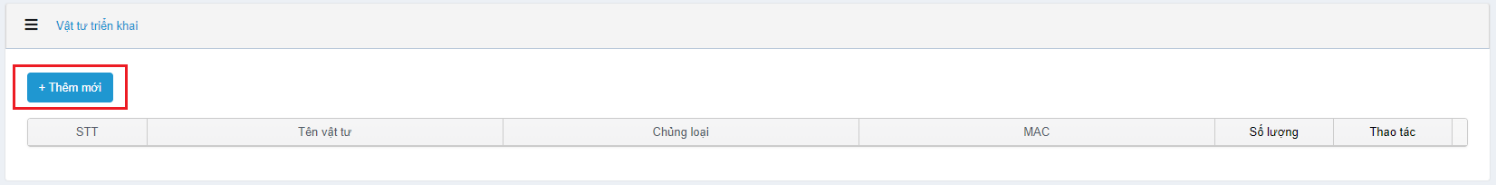 Vật tư triển khai
+ Thêm mới
STT Tên vật tư Chủng loại MAC Số lượng Thao tác